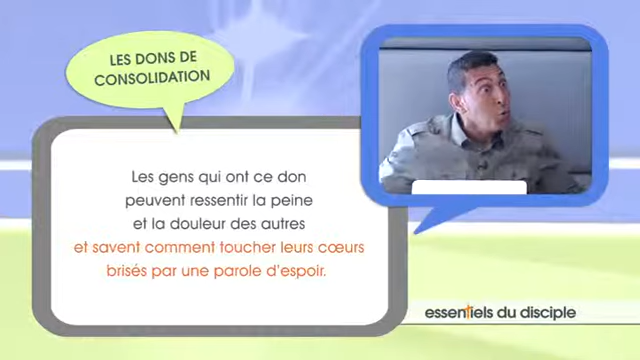 LES DONS DE
CONSOLIDATION
Les gens qui ont ce don
peuvent ressentir la peine
et la douleur des autres
et savent comment toucher leurs cœurs
brisés par une parole d'espoir.
essentiels du disciple